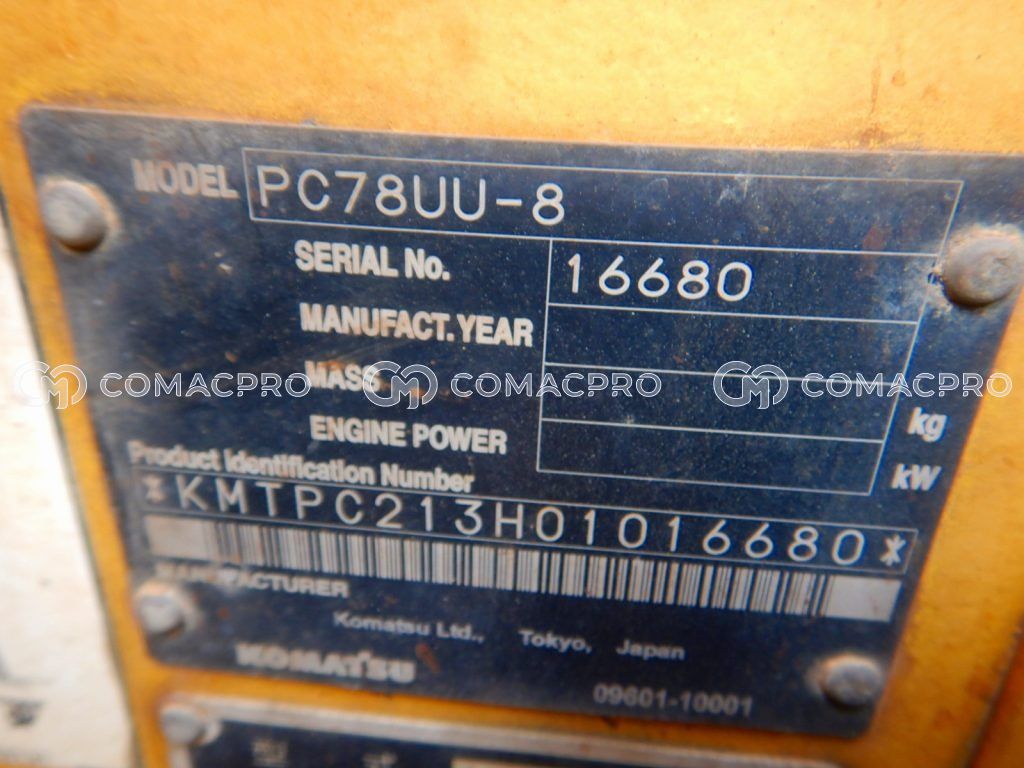 MODEL PC78UU-8
SERIAL No. 16680
MANUFACT. YEAR
COMACPRO COMACPRO COMACPRO
MASS kg
ENGINE POWER kW
Product Identification Number
*KMTPC213H01016680*
MANUFACTURER
Komatsu Ltd., Tokyo, Japan
KOMATSU
09601-10001